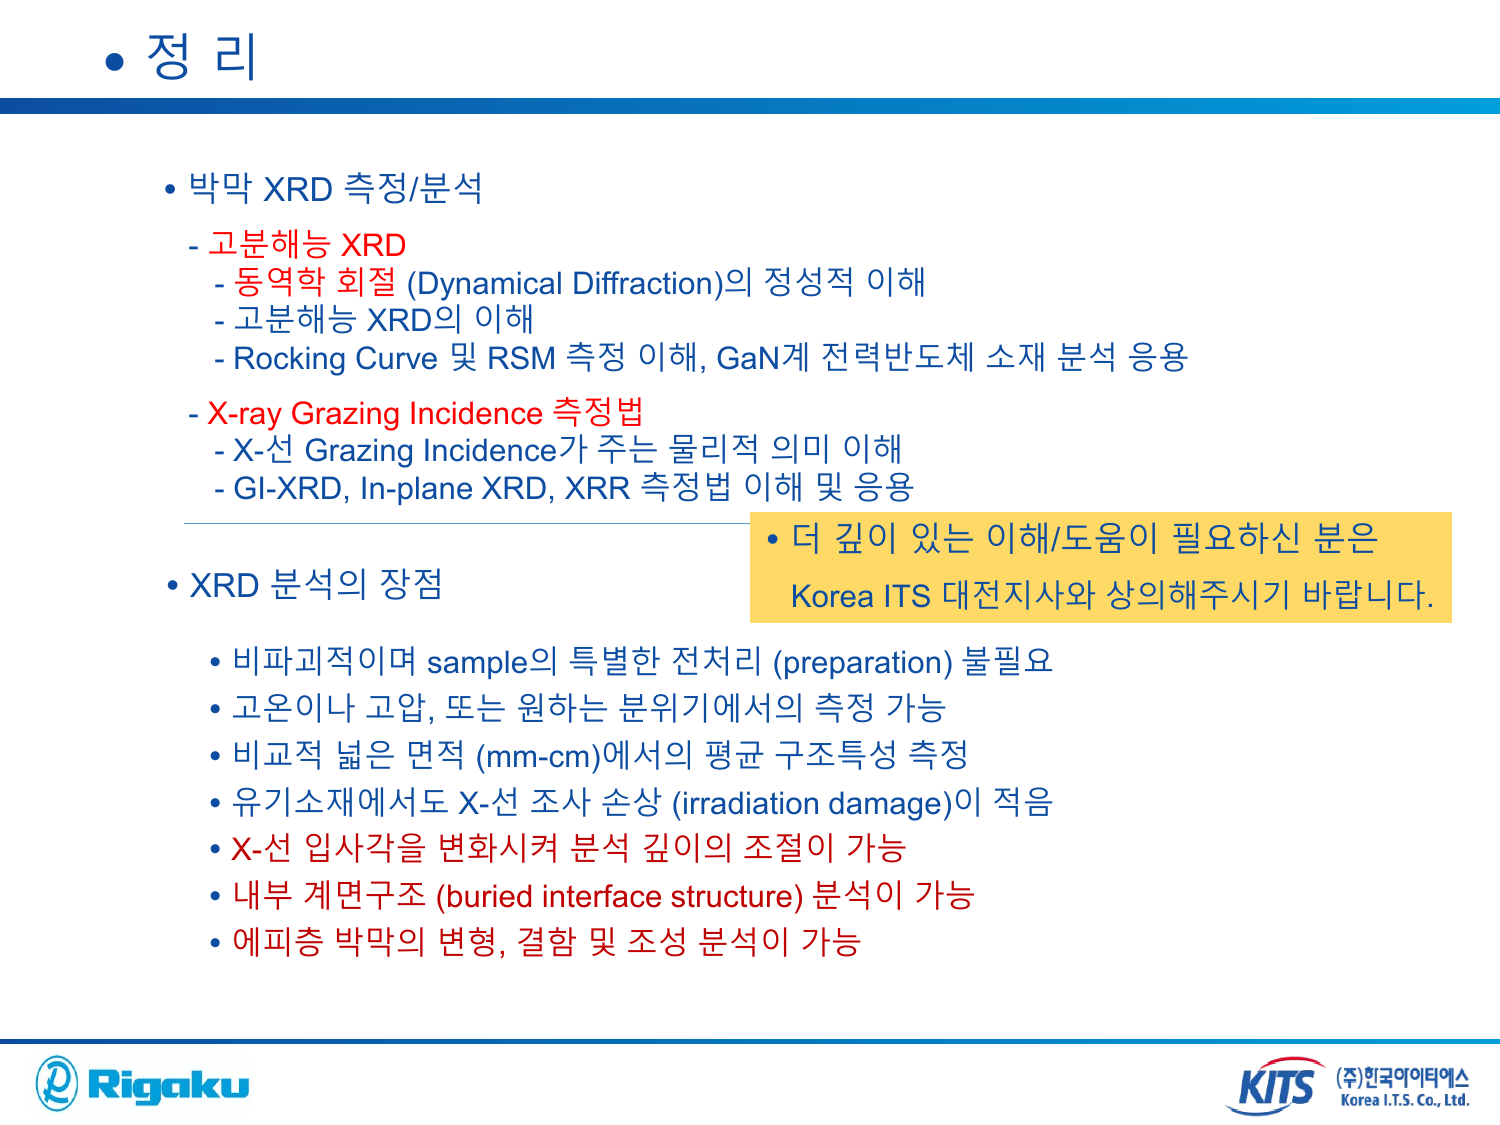 • 정 리
• 박막 XRD 측정/분석
- 고분해능 XRD
- 동역학 회절 (Dynamical Diffraction)의 정성적 이해
- 고분해능 XRD의 이해
- Rocking Curve 및 RSM 측정 이해, GaN계 전력반도체 소재 분석 응용
- X-ray Grazing Incidence 측정법
- X-선 Grazing Incidence가 주는 물리적 의미 이해
- GI-XRD, In-plane XRD, XRR 측정법 이해 및 응용
• 더 깊이 있는 이해/도움이 필요하신 분은
Korea ITS 대전지사와 상의해주시기 바랍니다.
• XRD 분석의 장점
• 비파괴적이며 sample의 특별한 전처리 (preparation) 불필요
• 고온이나 고압, 또는 원하는 분위기에서의 측정 가능
• 비교적 넓은 면적 (mm-cm)에서의 평균 구조특성 측정
• 유기소재에서도 X-선 조사 손상 (irradiation damage)이 적음
• X-선 입사각을 변화시켜 분석 깊이의 조절이 가능
• 내부 계면구조 (buried interface structure) 분석이 가능
• 에피층 박막의 변형, 결함 및 조성 분석이 가능
Rigaku
KITS (주)한국아이티에스
Korea I.T.S. Co., Ltd.